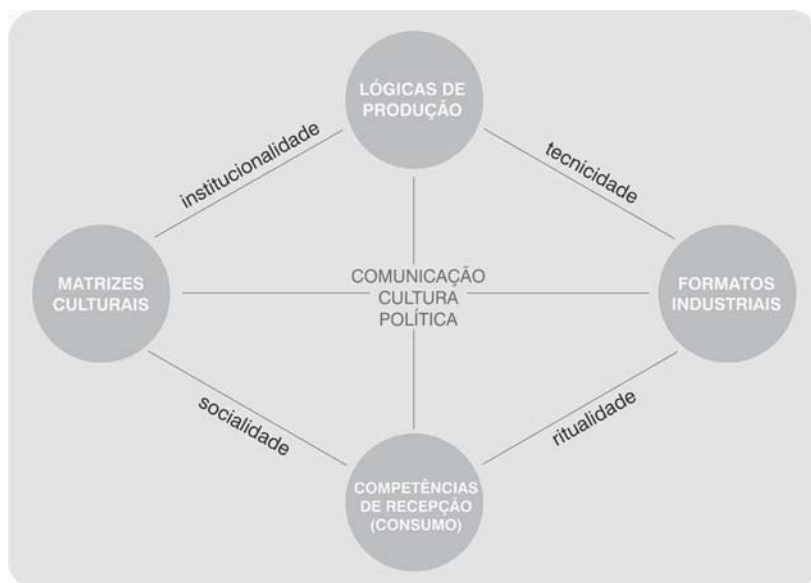 LÓGICAS DE
PRODUÇÃO
institucionalidade
tecnicidade
MATRIZES
CULTURAIS
COMUNICAÇÃO
CULTURA
POLÍTICA
FORMATOS
INDUSTRIAIS
socialidade
ritualidade
COMPETÊNCIAS
DE RECEPÇÃO
(CONSUMO)